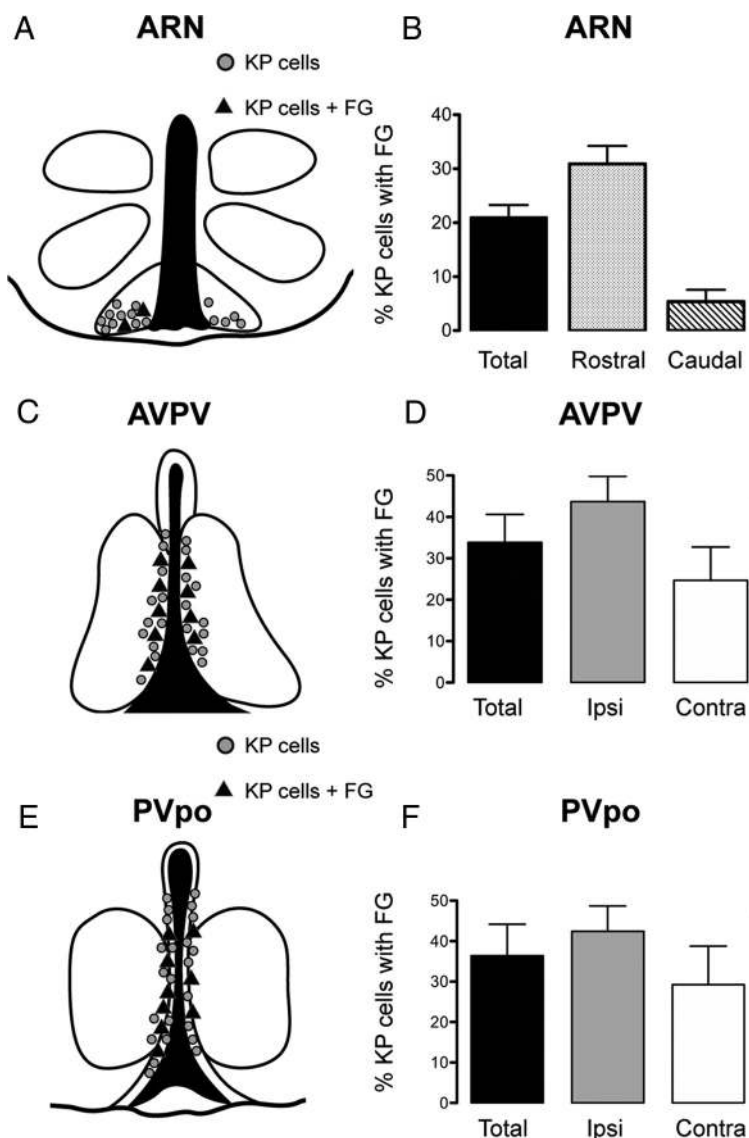 A ARN
KP cells
KP cells + FG
B ARN
% KP cells with FG
40
30
20
10
0
Total Rostral Caudal
C AVPV
KP cells
KP cells + FG
D AVPV
% KP cells with FG
50
40
30
20
10
0
Total Ipsi Contra
E PVpo
F PVpo
% KP cells with FG
50
40
30
20
10
0
Total Ipsi Contra